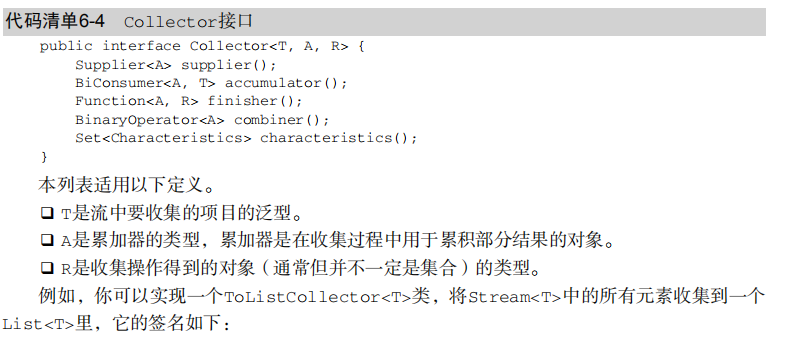 代码清单6-4 Collector接口
public interface Collector<T, A, R> {
    Supplier<A> supplier();
    BiConsumer<A, T> accumulator();
    Function<A, R> finisher();
    BinaryOperator<A> combiner();
    Set<Characteristics> characteristics();
}
本列表适用以下定义。
❑ T是流中要收集的项目的泛型。
❑ A是累加器的类型，累加器是在收集过程中用于累积部分结果的对象。
❑ R是收集操作得到的对象（通常但并不一定是集合）的类型。
例如，你可以实现一个ToListCollector<T>类，将Stream<T>中的所有元素收集到一个
List<T>里，它的签名如下：